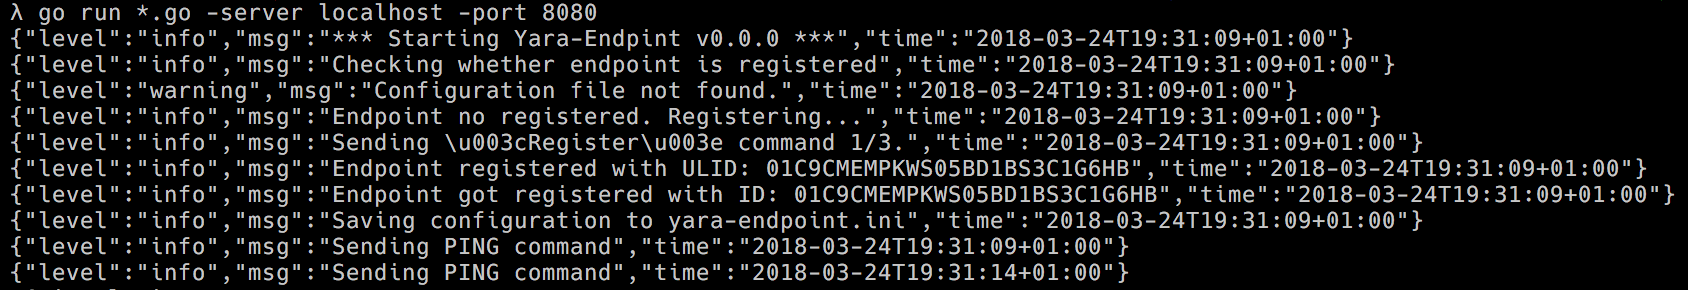 λ go run *.go -server localhost -port 8080
{"level":"info","msg":"*** Starting Yara-Endpint v0.0.0 ***","time":"2018-03-24T19:31:09+01:00"}
{"level":"info","msg":"Checking whether endpoint is registered","time":"2018-03-24T19:31:09+01:00"}
{"level":"warning","msg":"Configuration file not found.","time":"2018-03-24T19:31:09+01:00"}
{"level":"info","msg":"Endpoint no registered. Registering...","time":"2018-03-24T19:31:09+01:00"}
{"level":"info","msg":"Sending \u003cRegister\u003e command 1/3.","time":"2018-03-24T19:31:09+01:00"}
{"level":"info","msg":"Endpoint registered with ULID: 01C9CMEMPKWS05BD1BS3C1G6HB","time":"2018-03-24T19:31:09+01:00"}
{"level":"info","msg":"Endpoint got registered with ID: 01C9CMEMPKWS05BD1BS3C1G6HB","time":"2018-03-24T19:31:09+01:00"}
{"level":"info","msg":"Saving configuration to yara-endpoint.ini","time":"2018-03-24T19:31:09+01:00"}
{"level":"info","msg":"Sending PING command","time":"2018-03-24T19:31:09+01:00"}
{"level":"info","msg":"Sending PING command","time":"2018-03-24T19:31:14+01:00"}